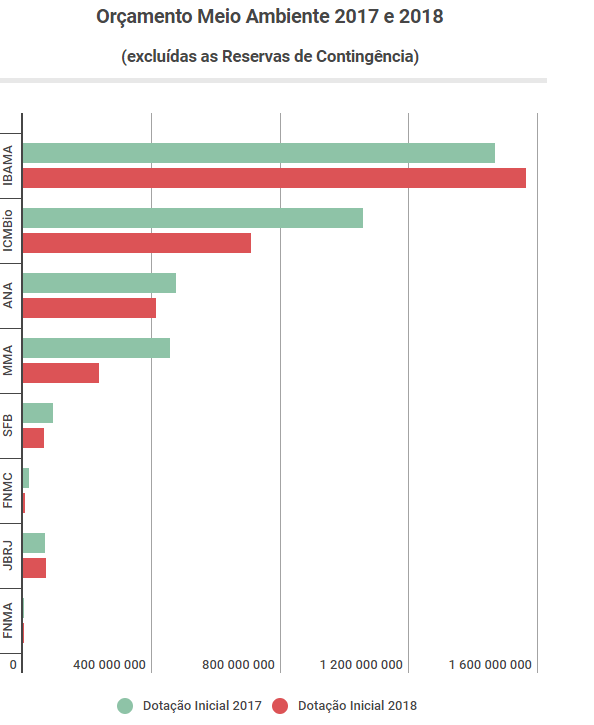 Orçamento Meio Ambiente 2017 e 2018
(excluídas as Reservas de Contingência)
IBAMA
ICMBio
ANA
MMA
SFB
FNMC
JBRJ
FNMA
0 400 000 000 800 000 000 1 200 000 000 1 600 000 000
Dotação Inicial 2017 Dotação Inicial 2018